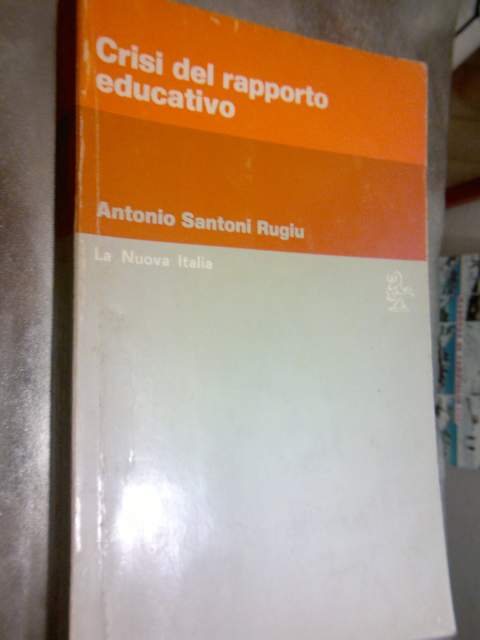 Crisi del rapporto
educativo
Antonio Santoni Rugiu
La Nuova Italia